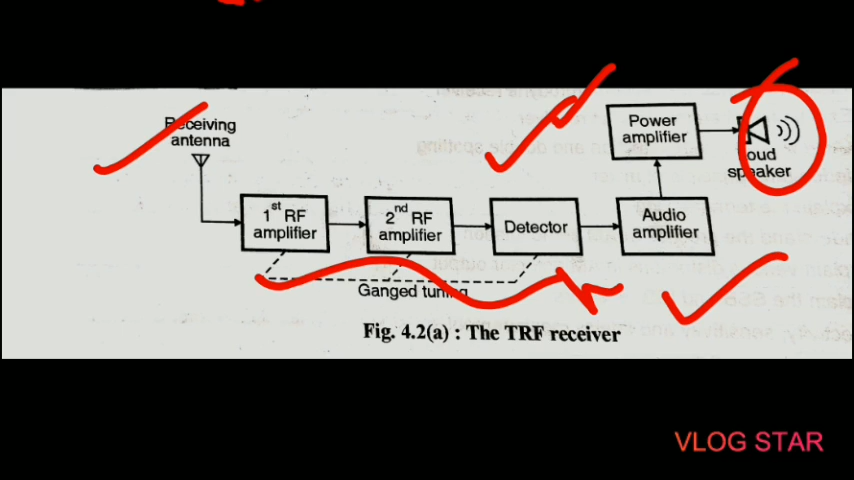 Receiving
antenna
1st RF
amplifier
2nd RF
amplifier
Detector
Audio
amplifier
Power
amplifier
Loud
speaker
Ganged tuning
Fig. 4.2(a) : The TRF receiver
VLOG STAR